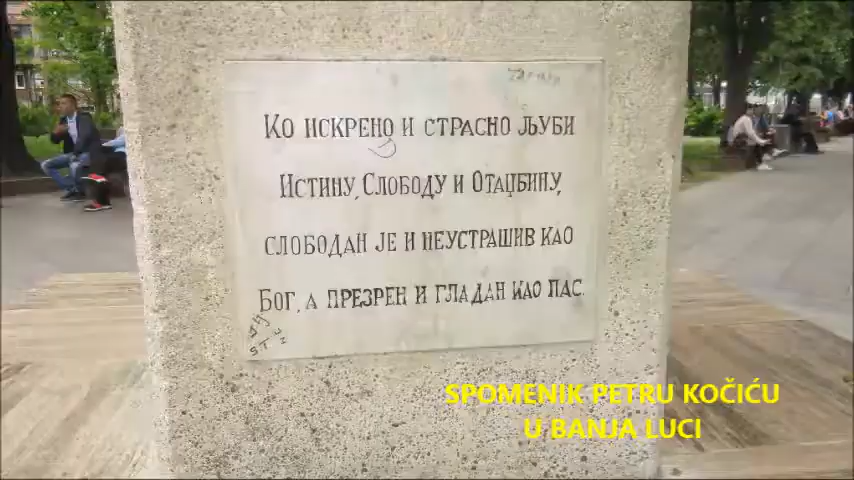 Ко искрено и страсно љуби
Истину, Слободу и Отаџбину,
слободан је и неустрашив као
Бог, а презрен и гладан као пас.
SPOMENIK PETRU KOČIĆU
U BANJA LUCI